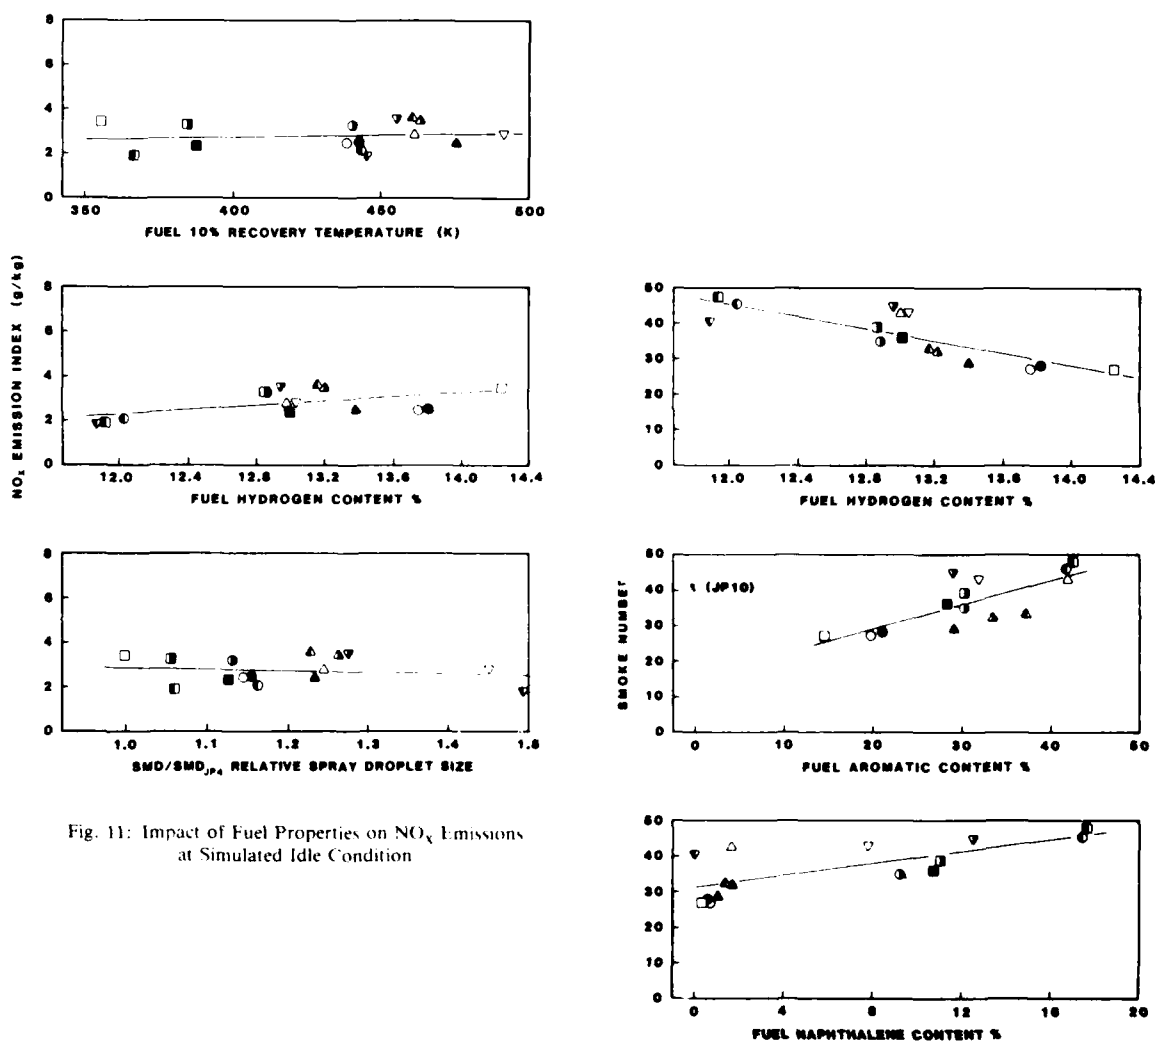 8
6
4
2
0
350 400 450 500
FUEL 10% RECOVERY TEMPERATURE (K)
NOx EMISSION INDEX (g/kg)
8
6
4
2
0
12.0 12.4 12.8 13.2 13.6 14.0 14.4
FUEL HYDROGEN CONTENT %
8
6
4
2
0
1.0 1.1 1.2 1.3 1.4 1.5
SMD/SMDJP4 RELATIVE SPRAY DROPLET SIZE
Fig. 11: Impact of Fuel Properties on NOx Emissions
at Simulated Idle Condition
50
40
30
20
10
0
12.0 12.4 12.8 13.2 13.6 14.0 14.4
FUEL HYDROGEN CONTENT %
SMOKE NUMBER
50
40
30
20
10
0
(JP10)
0 10 20 30 40 50
FUEL AROMATIC CONTENT %
50
40
30
20
10
0
0 4 8 12 16 20
FUEL NAPHTHALENE CONTENT %